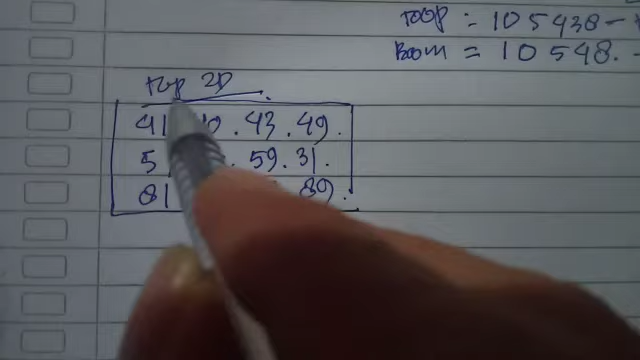 TOOP : 105438-
BOOM = 10548.-
TOP 2D
41 . 43 . 49.
5 . 59. 31.
81 . 89.